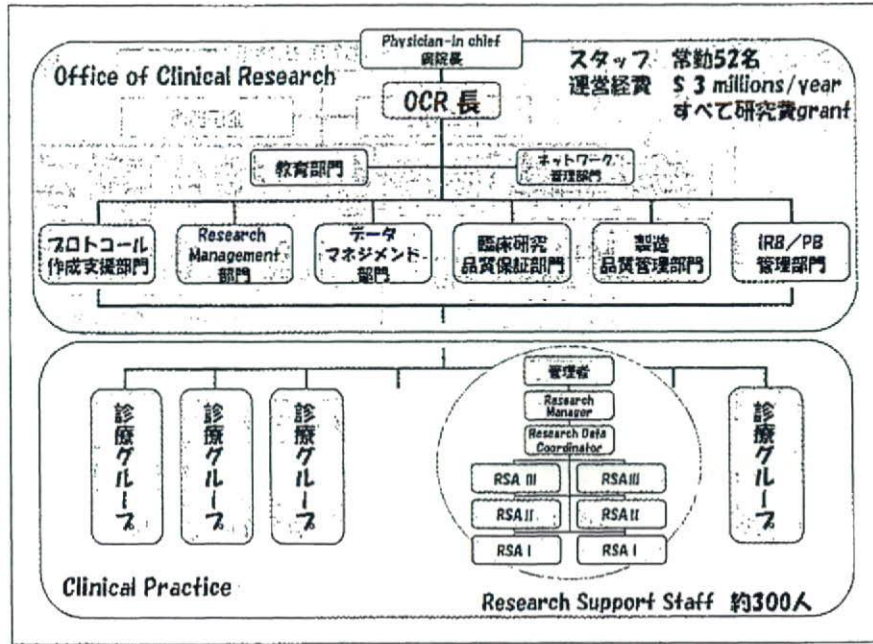 Physician-in chief
病院長
Office of Clinical Research
スタッフ 常勤52名
運営経費 $ 3 millions/year
すべて研究費grant
OCR 長
教育部門
ネットワーク
管理部門
プロトコール
作成支援部門
Research
Management
部門
データ
マネジメント
部門
臨床研究
品質保証部門
製造
品質管理部門
IRB/PB
管理部門
診療グループ
診療グループ
診療グループ
管理者
Research
Manager
Research Data
Coordinator
RSA III
RSA III
RSA II
RSA II
RSA I
RSA I
診療グループ
Clinical Practice
Research Support Staff 約300人